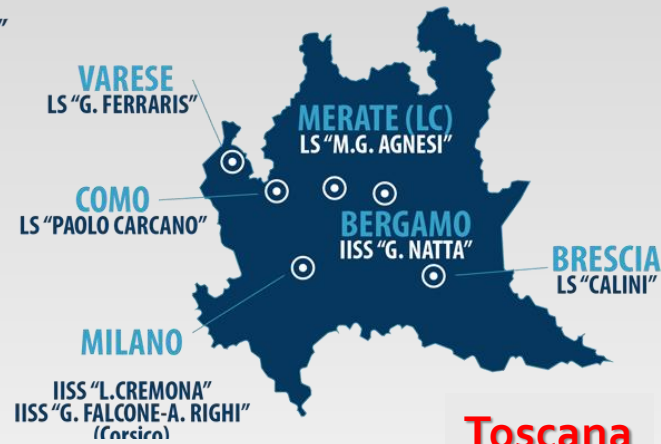 ”
VARESE
LS “G. FERRARIS”
MERATE (LC)
LS “M.G. AGNESI”
COMO
LS “PAOLO CARCANO”
BERGAMO
IISS “G. NATTA”
BRESCIA
LS “CALINI”
MILANO
IISS “L.CREMONA”
IISS “G. FALCONE-A. RIGHI”
(Corsico)
Toscana